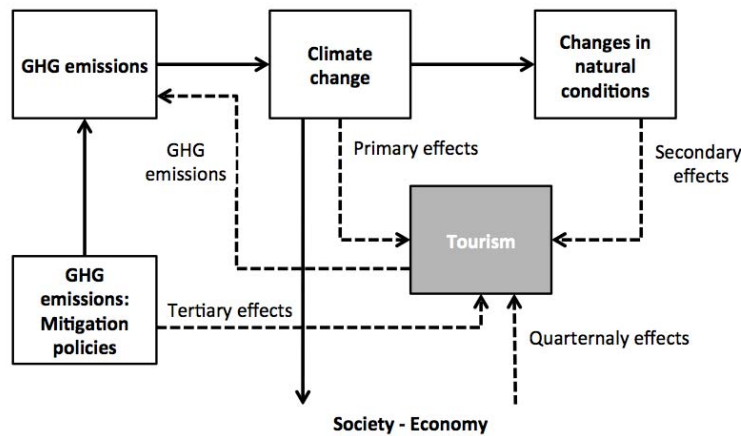 GHG emissions
Climate
change
Changes in
natural
conditions
GHG
emissions
Primary effects
Secondary
effects
Tourism
GHG
emissions:
Mitigation
policies
Tertiary effects
Quarternaly effects
Society - Economy